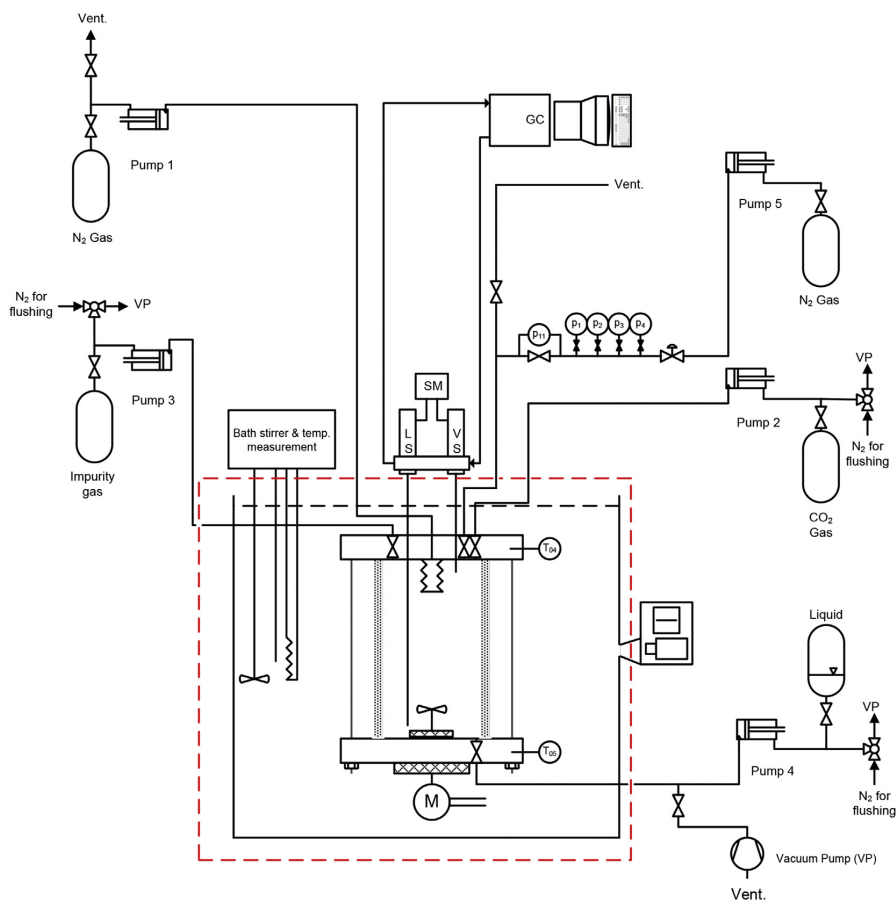 Vent.
Pump 1
N₂ Gas
GC
Vent.
Pump 5
N₂ Gas
N₂ for
flushing
VP
Pump 3
Impurity
gas
P₁₁
P₁
P₂
P₃
P₄
SM
L
S
V
S
VP
Pump 2
N₂ for
flushing
CO₂
Gas
Bath stirrer & temp.
measurement
T₀₄
Liquid
VP
Pump 4
N₂ for
flushing
T₀₅
M
Vacuum Pump (VP)
Vent.